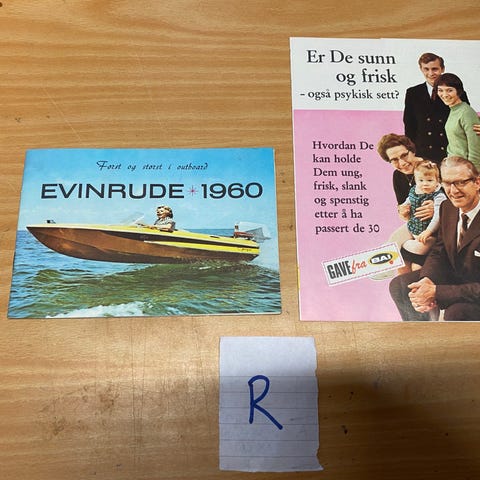 Først og størst i outboard
EVINRUDE * 1960
Er De sunn
og frisk
- også psykisk sett?
Hvordan De
kan holde
Dem ung,
frisk, slank
og spenstig
etter å ha
passert de 30
GAVE fra BA!
R